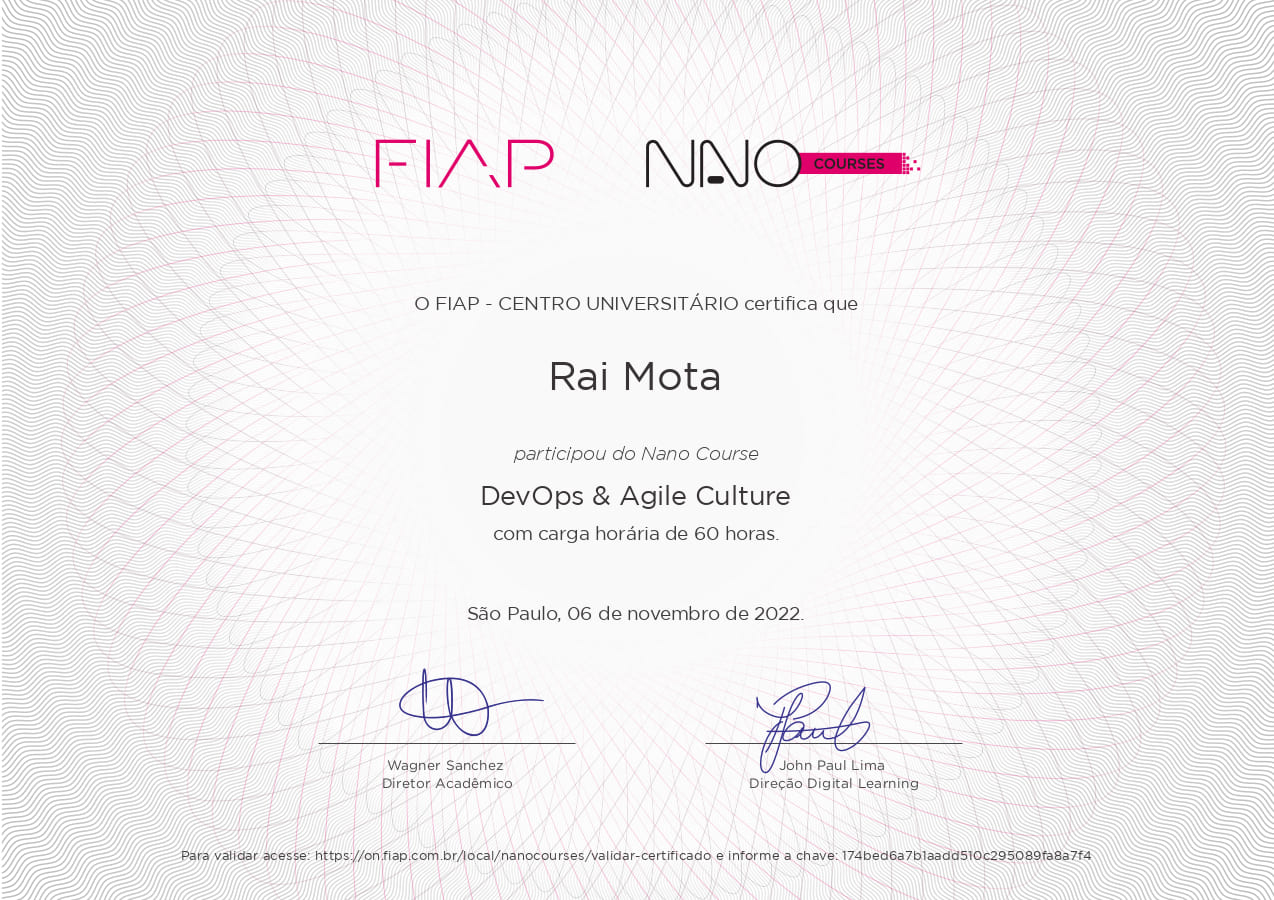 FIAP NANO COURSES
O FIAP - CENTRO UNIVERSITÁRIO certifica que
Rai Mota
participou do Nano Course
DevOps & Agile Culture
com carga horária de 60 horas.
São Paulo, 06 de novembro de 2022.
Wagner Sanchez
Diretor Acadêmico
John Paul Lima
Direção Digital Learning
Para validar acesse: https://on.fiap.com.br/local/nanocourses/validar-certificado e informe a chave: 174bed6a7b1aadd510c295089fa8a7f4